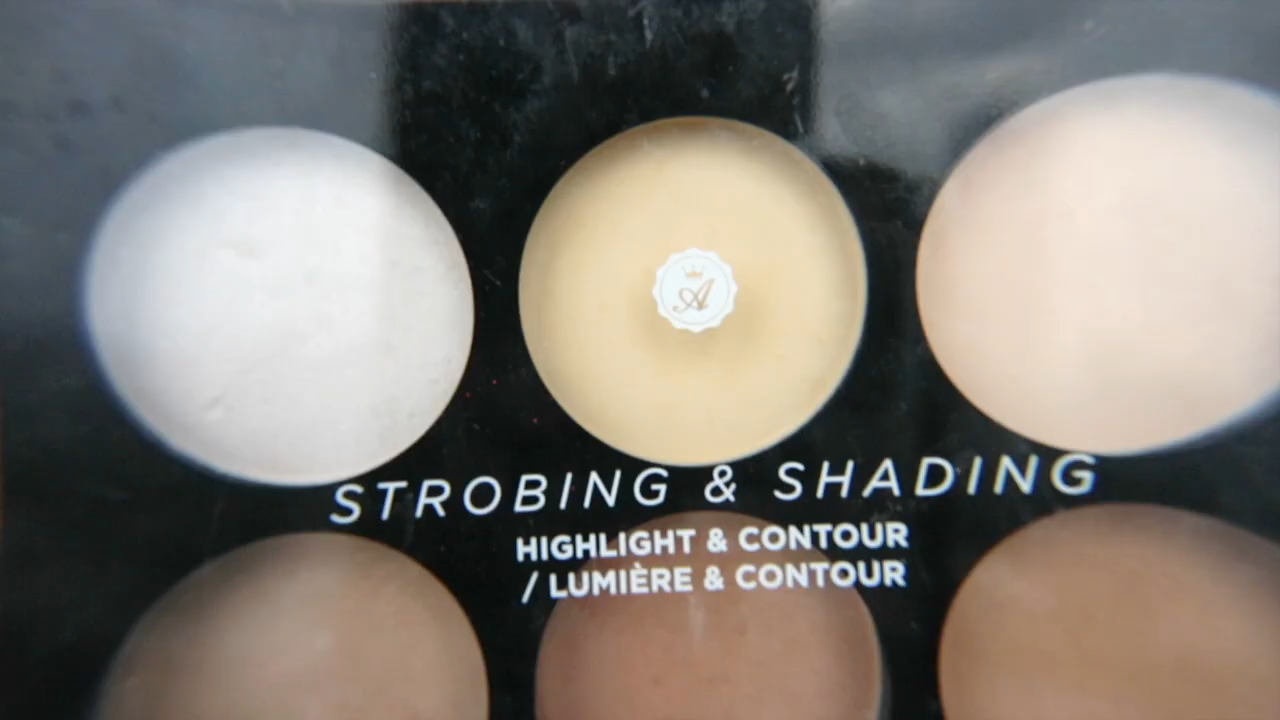 A
STROBING & SHADING
HIGHLIGHT & CONTOUR
/ LUMIÈRE & CONTOUR